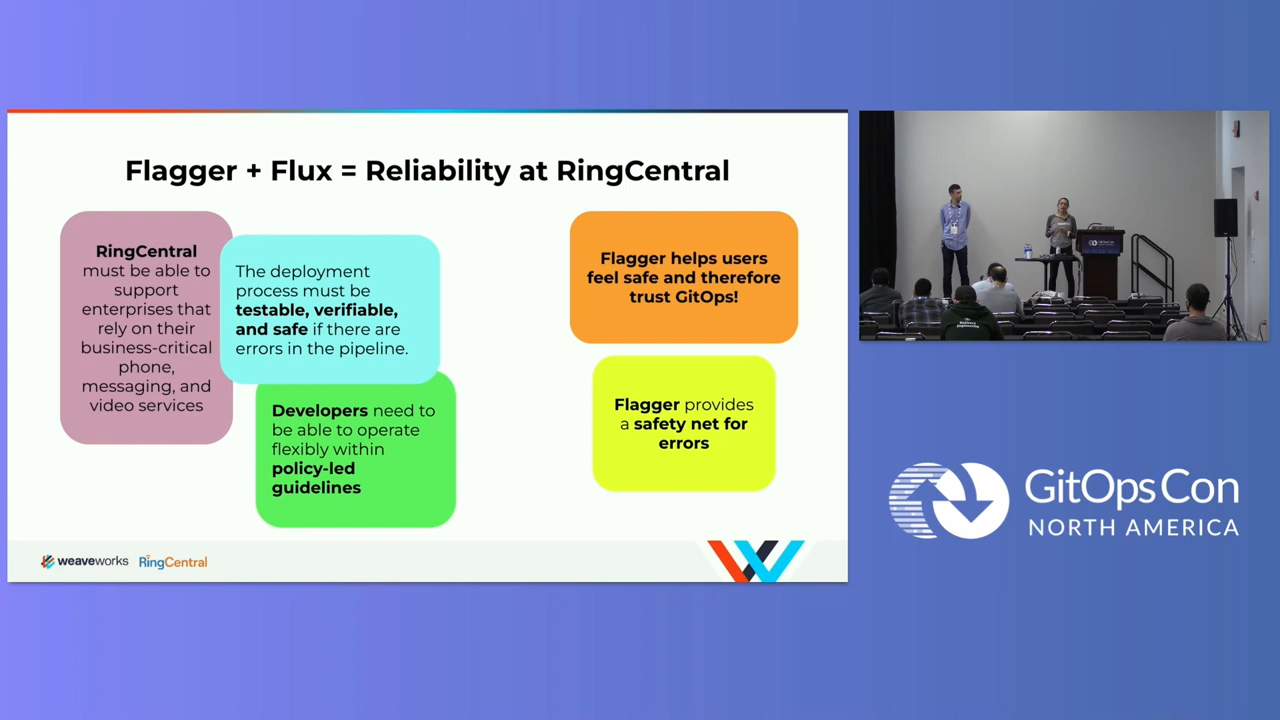 Flagger + Flux = Reliability at RingCentral
RingCentral
must be able to
support
enterprises that
rely on their
business-critical
phone,
messaging, and
video services
The deployment
process must be
testable, verifiable,
and safe if there are
errors in the pipeline.
Developers need to
be able to operate
flexibly within
policy-led
guidelines
Flagger helps users
feel safe and therefore
trust GitOps!
Flagger provides
a safety net for
errors
weaveworks
RingCentral
GitOpsCon
GitOpsCon
NORTH AMERICA